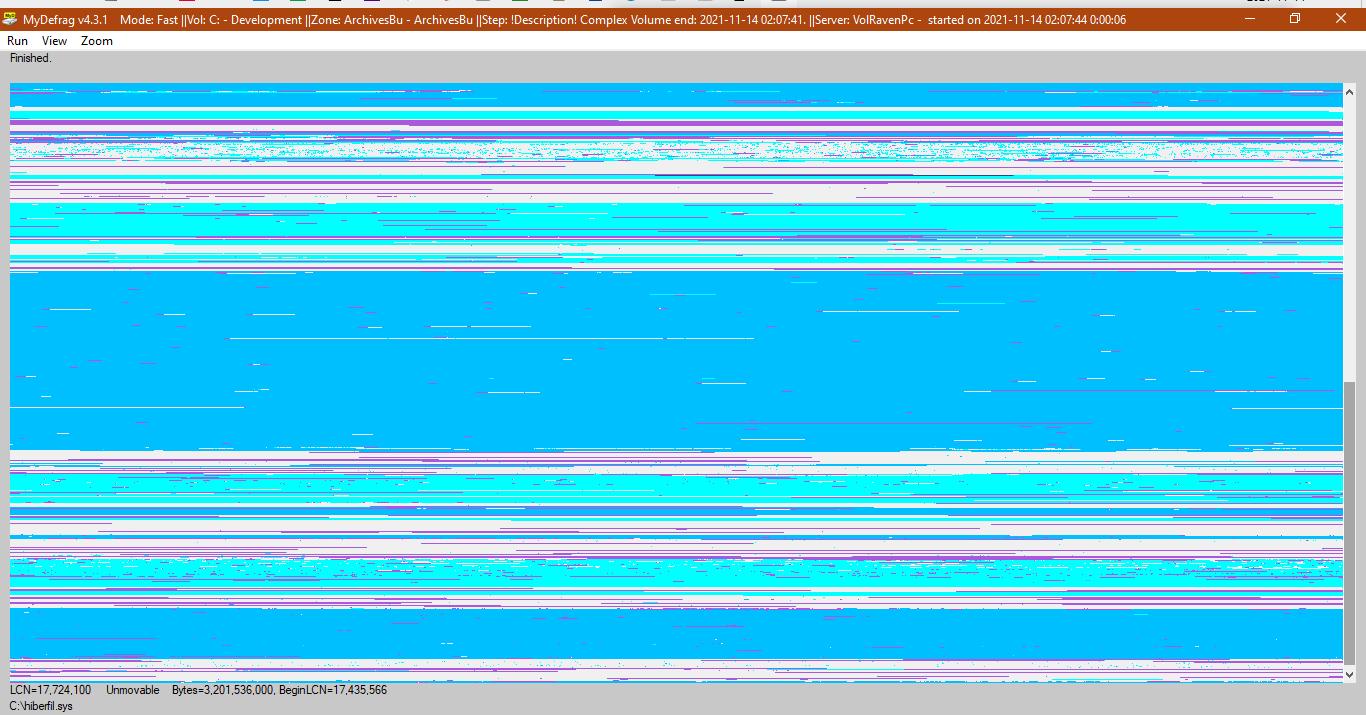 MyDefrag v4.3.1 Mode: Fast ||Vol: C: - Development ||Zone: ArchivesBu - ArchivesBu ||Step: !Description! Complex Volume end: 2021-11-14 02:07:41. ||Server: VolRavenPc - started on 2021-11-14 02:07:44 0:00:06
Run View Zoom
Finished.
LCN=17,724,100 Unmovable Bytes=3,201,536,000, BeginLCN=17,435,566
C:\hiberfil.sys